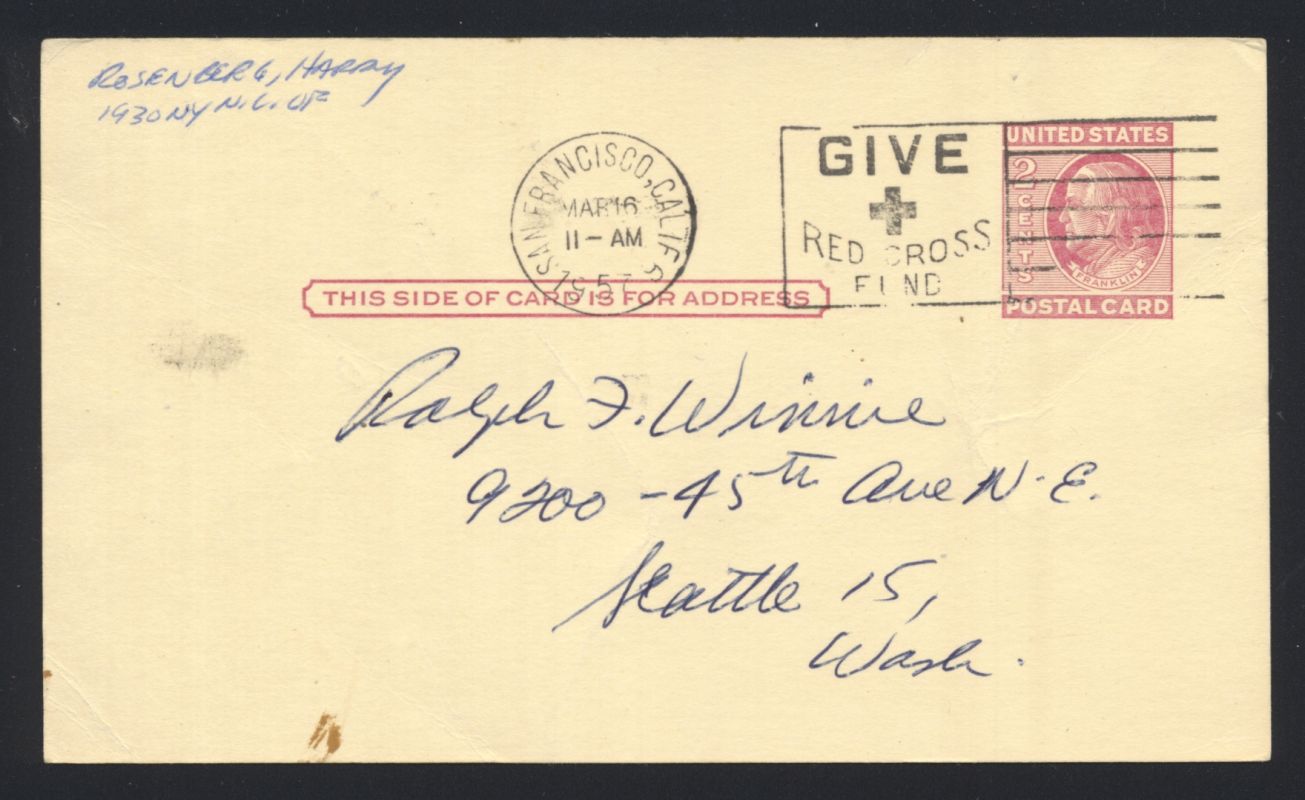 ROSENBERG, HARRY
1930 NY N.L. OF
SAN FRANCISCO, CALIF.
MAR 16
11 - AM
1957
GIVE
RED CROSS
FUND
UNITED STATES
2 CENTS
FRANKLIN
POSTAL CARD
THIS SIDE OF CARD IS FOR ADDRESS
Ralph F. Winnie
9200 - 45th Ave N.E.
Seattle 15,
Wash.